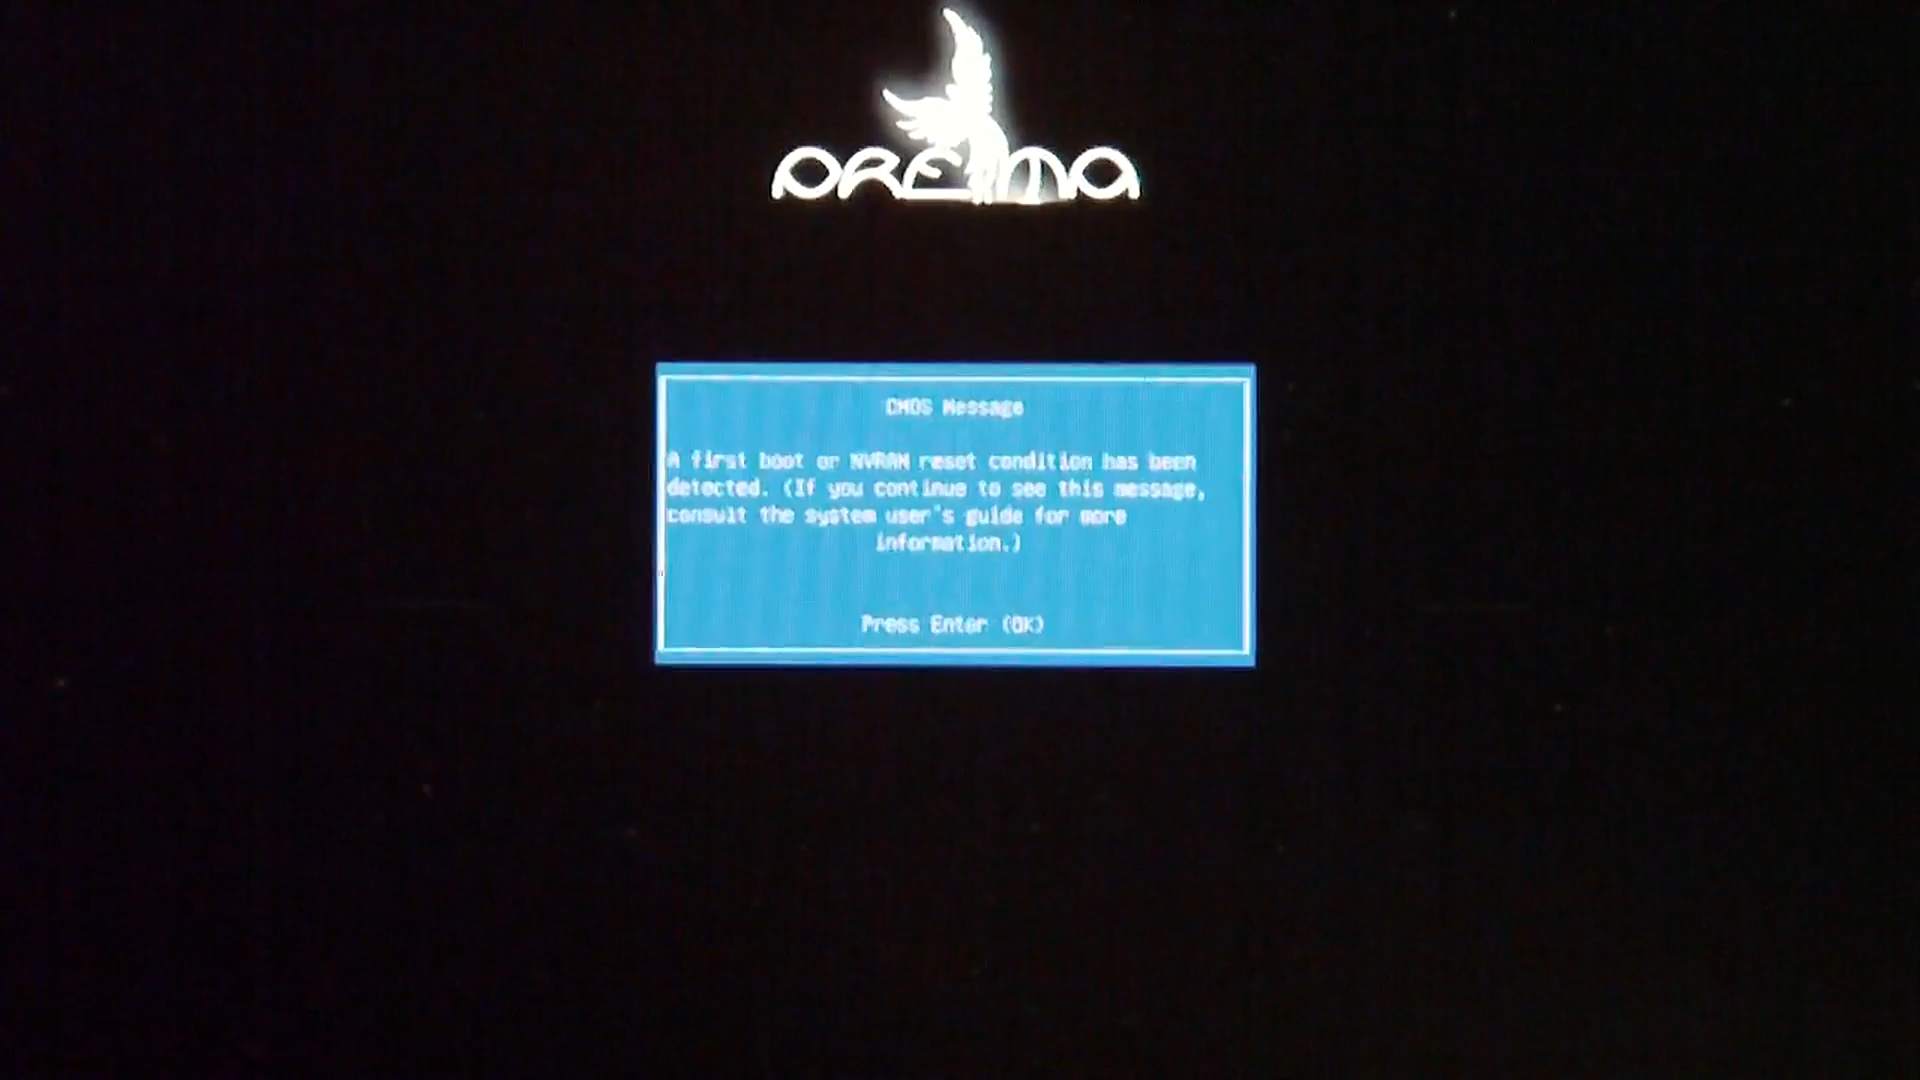 PREMA
CMOS Message
A first boot or NVRAM reset condition has been
detected. (If you continue to see this message,
consult the system user's guide for more
information.)
Press Enter (OK)